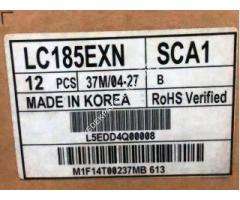 LC185EXN SCA1
12 PCS 37M/04-27 B
MADE IN KOREA RoHS Verified
L5EDD4Q00008
M1F14T00237MB 613